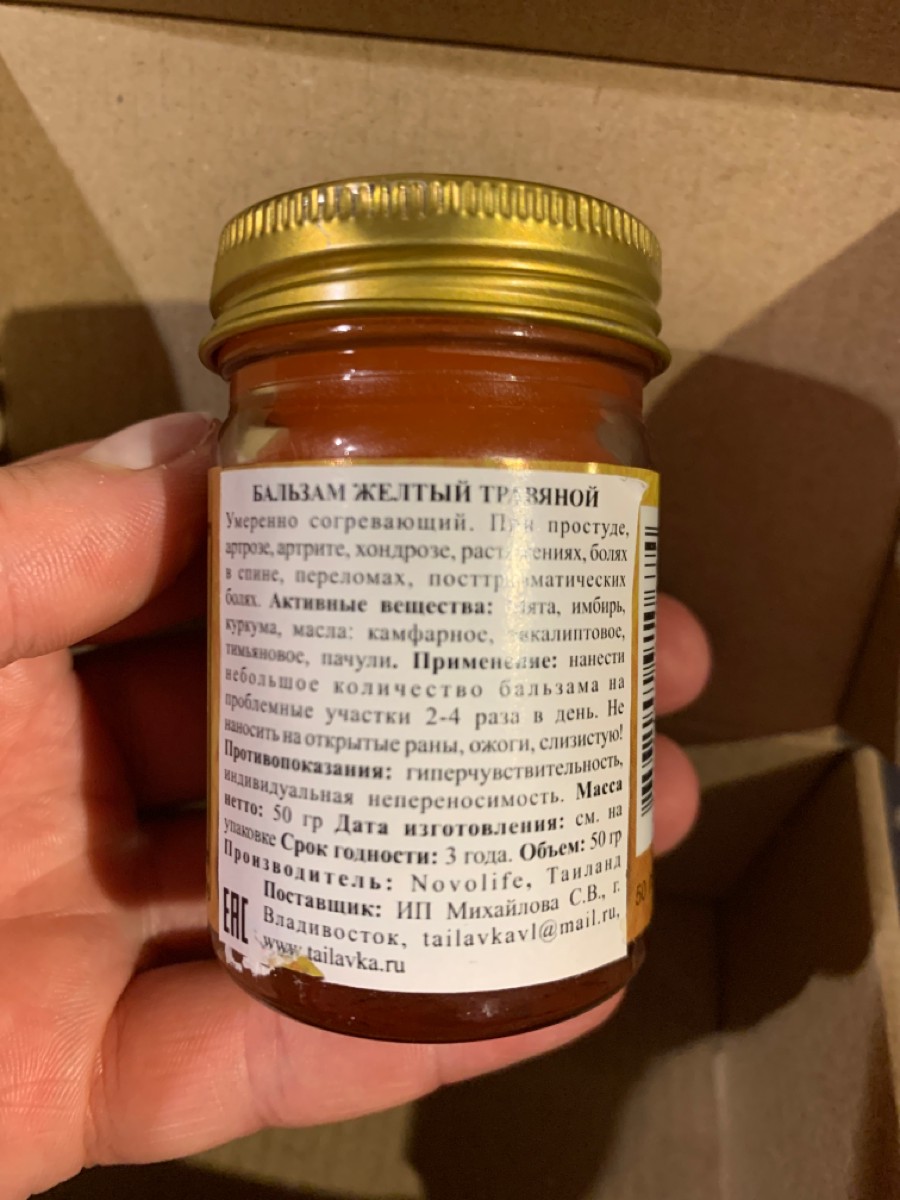 БАЛЬЗАМ ЖЕЛТЫЙ ТРАВЯНОЙ
Умеренно согревающий. При простуде,
артрозе, артрите, хондрозе, растяжениях, болях
в спине, переломах, посттравматических
болях. Активные вещества: мята, имбирь,
куркума, масла: камфарное, эвкалиптовое,
тимьяновое, пачули. Применение: нанести
небольшое количество бальзама на
проблемные участки 2-4 раза в день. Не
наносить на открытые раны, ожоги, слизистую!
Противопоказания: гиперчувствительность,
индивидуальная непереносимость. Масса
нетто: 50 гр Дата изготовления: см. на
упаковке Срок годности: 3 года. Объем: 50 гр
Производитель: Novolife, Таиланд
Поставщик: ИП Михайлова С.В., г.
Владивосток, tailavkavl@mail.ru,
www.tailavka.ru
EAC
50